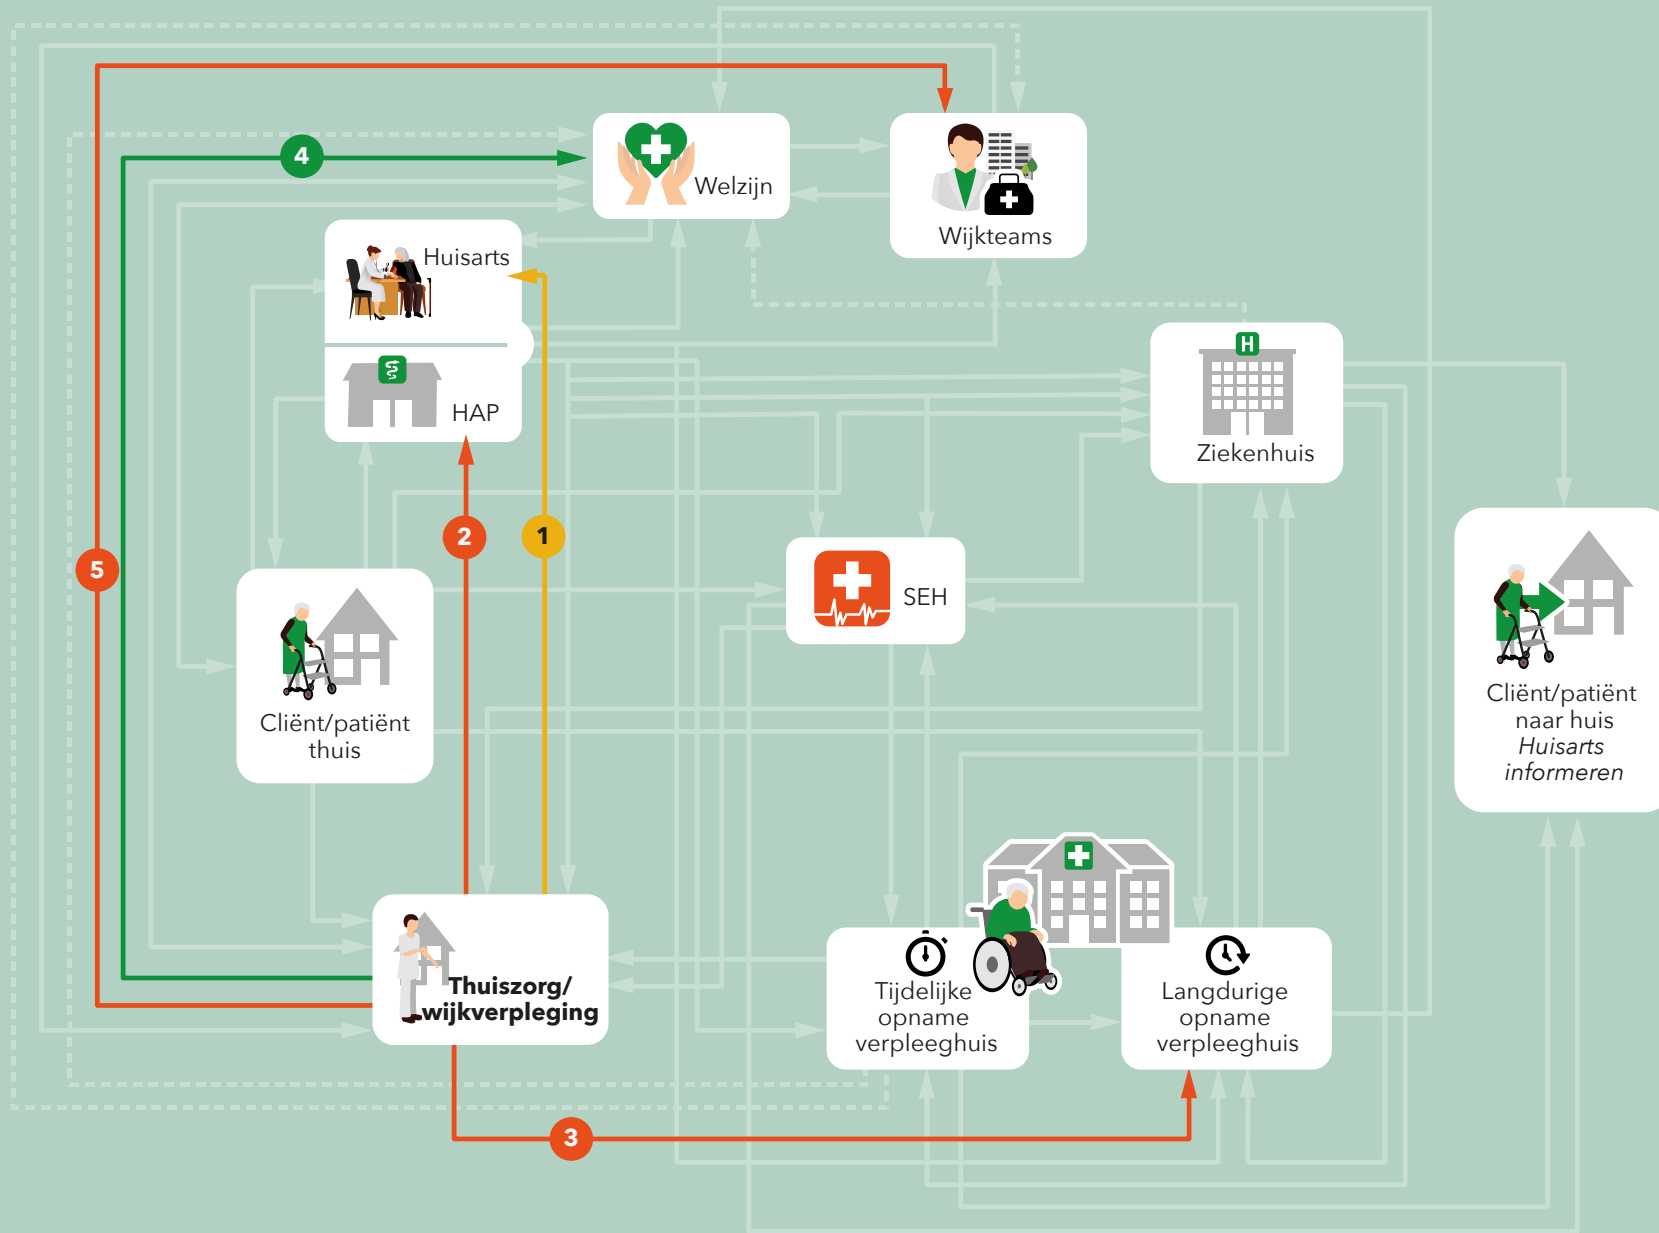 4
Welzijn
Wijkteams
Huisarts
HAP
H
Ziekenhuis
2
1
5
SEH
Cliënt/patiënt
thuis
Cliënt/patiënt
naar huis
Huisarts
informeren
Thuiszorg/
wijkverpleging
Tijdelijke
opname
verpleeghuis
Langdurige
opname
verpleeghuis
3